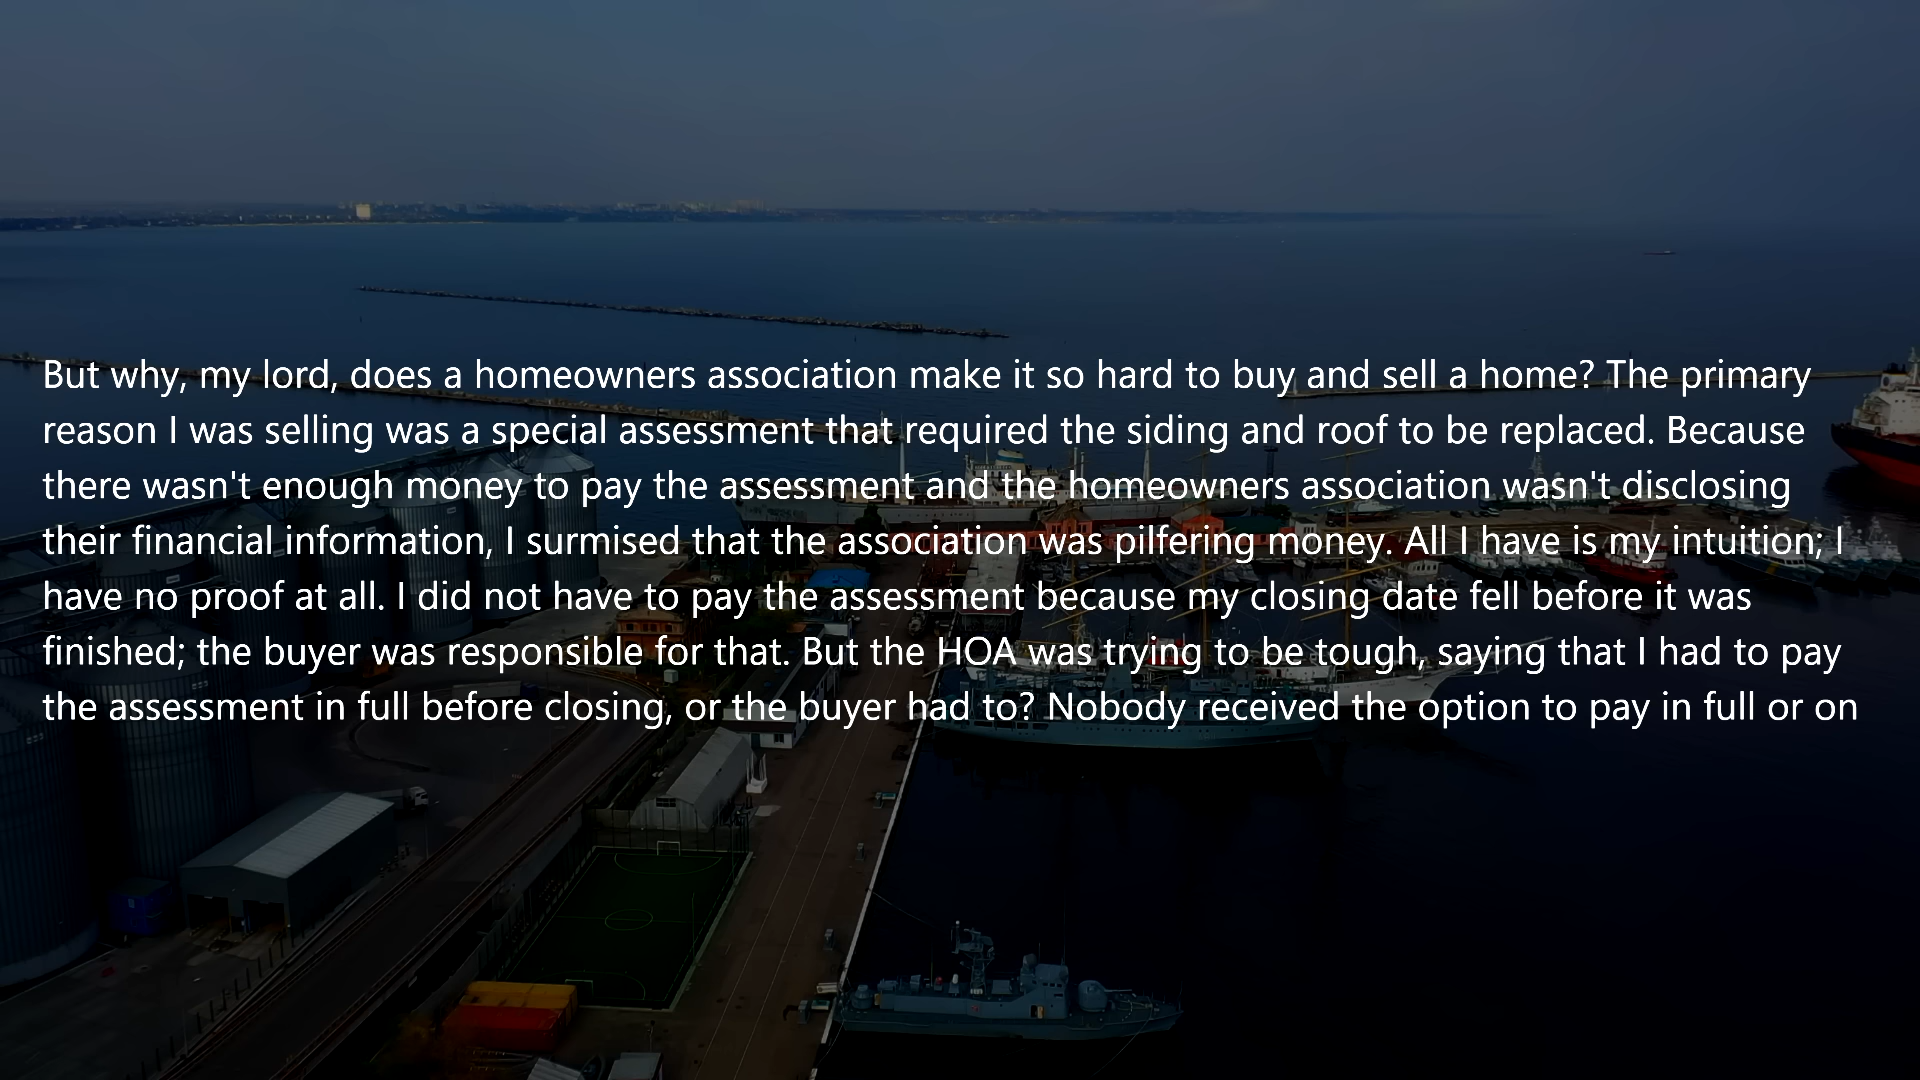 But why, my lord, does a homeowners association make it so hard to buy and sell a home? The primary
reason I was selling was a special assessment that required the siding and roof to be replaced. Because
there wasn't enough money to pay the assessment and the homeowners association wasn't disclosing
their financial information, I surmised that the association was pilfering money. All I have is my intuition; I
have no proof at all. I did not have to pay the assessment because my closing date fell before it was
finished; the buyer was responsible for that. But the HOA was trying to be tough, saying that I had to pay
the assessment in full before closing, or the buyer had to? Nobody received the option to pay in full or on